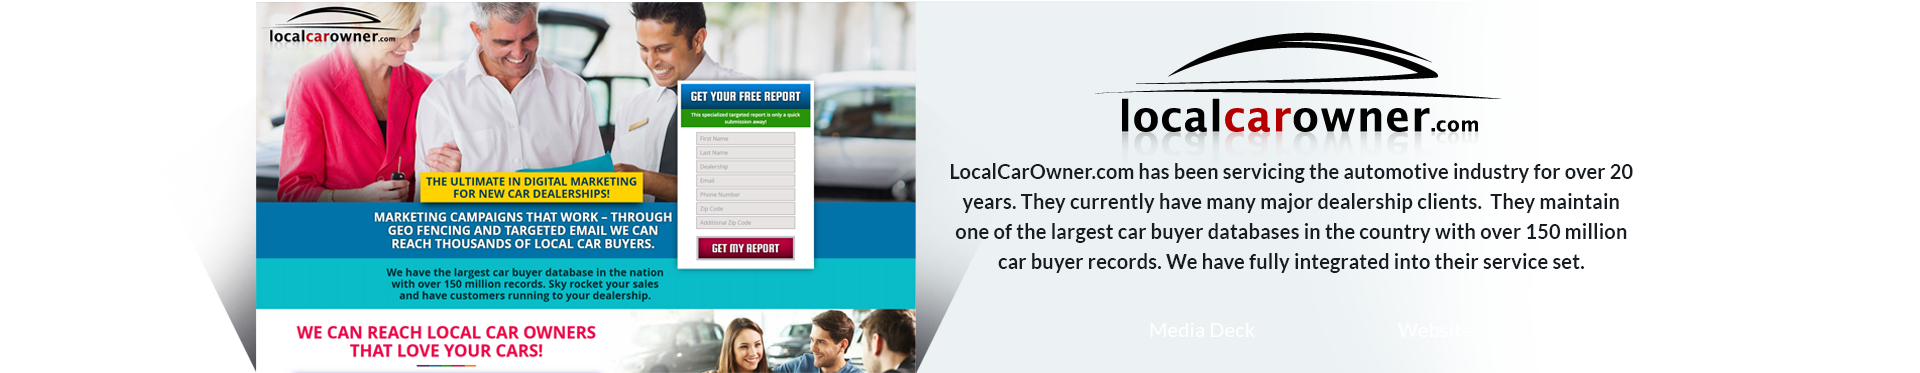 localcarowner.com
GET YOUR FREE REPORT
This specialized targeted report is only a quick
submission away!
First Name
Last Name
Dealership
Email
Phone Number
Zip Code
Additional Zip Code
GET MY REPORT
THE ULTIMATE IN DIGITAL MARKETING
FOR NEW CAR DEALERSHIPS!
MARKETING CAMPAIGNS THAT WORK – THROUGH
GEO FENCING AND TARGETED EMAIL WE CAN
REACH THOUSANDS OF LOCAL CAR BUYERS.
We have the largest car buyer database in the nation
with over 150 million records. Sky rocket your sales
and have customers running to your dealership.
WE CAN REACH LOCAL CAR OWNERS
THAT LOVE YOUR CARS!
localcarowner.com
LocalCarOwner.com has been servicing the automotive industry for over 20
years. They currently have many major dealership clients.  They maintain
one of the largest car buyer databases in the country with over 150 million
car buyer records. We have fully integrated into their service set.
Media Deck
Website